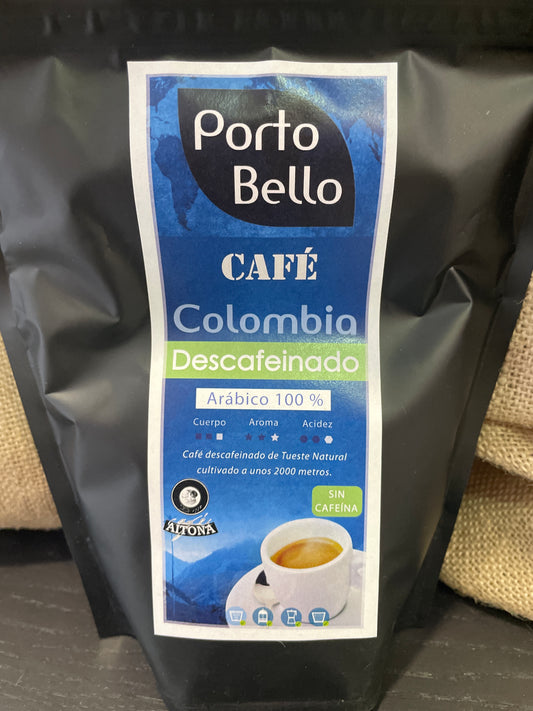 Porto
Bello
CAFÉ
Colombia
Descafeinado
Arábico 100 %
Cuerpo Aroma Acidez
Café descafeinado de Tueste Natural
cultivado a unos 2000 metros.
SIN
CAFEÍNA
AITONA